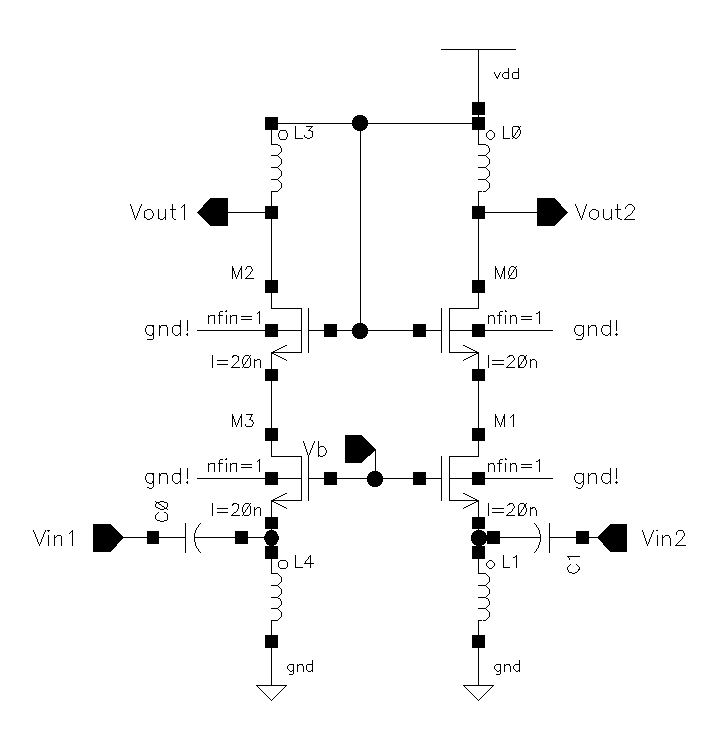 vdd
L3
LØ
Vout1
Vout2
M2
MØ
nfin=1
nfin=1
gnd!
gnd!
l=2Øn
l=2Øn
M3
M1
Vb
nfin=1
nfin=1
gnd!
gnd!
l=2Øn
l=2Øn
CØ
Vin1
Vin2
C1
L4
L1
gnd
gnd